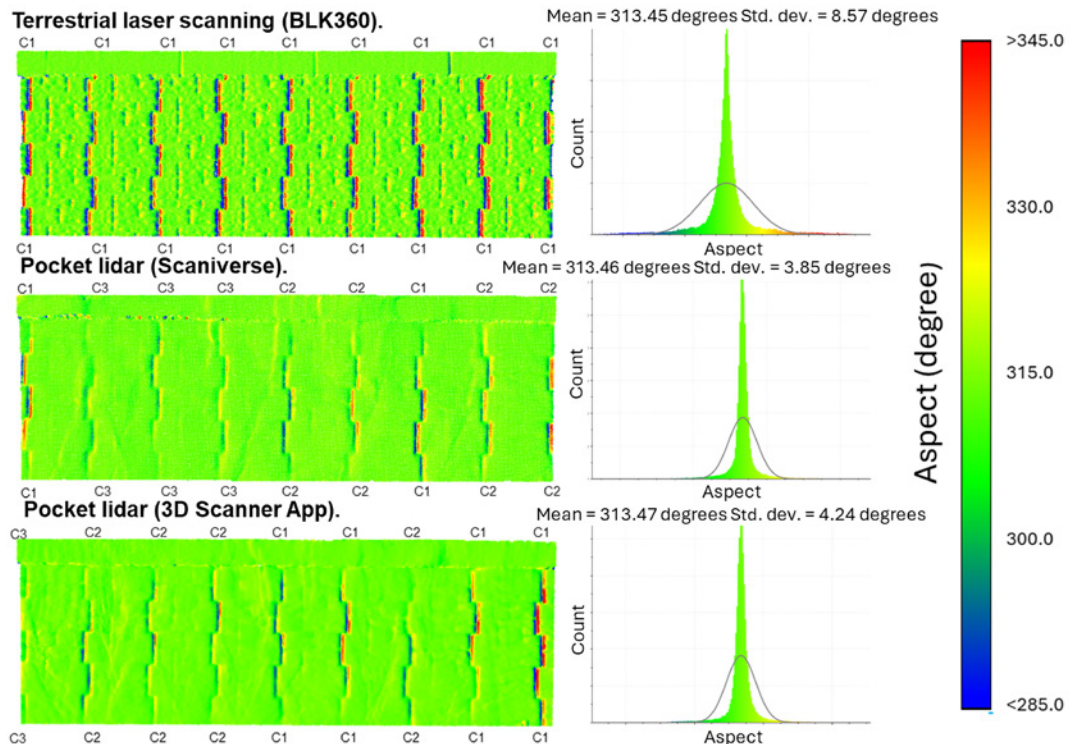 Terrestrial laser scanning (BLK360).
C1 C1 C1 C1 C1 C1 C1 C1 C1
C1 C1 C1 C1 C1 C1 C1 C1 C1
Mean = 313.45 degrees Std. dev. = 8.57 degrees
Count
Aspect
Pocket lidar (Scaniverse).
C1 C3 C3 C3 C2 C2 C1 C2 C2
C1 C3 C3 C3 C2 C2 C1 C2 C2
Mean = 313.46 degrees Std. dev. = 3.85 degrees
Count
Aspect
Pocket lidar (3D Scanner App).
C3 C2 C2 C2 C1 C1 C2 C1 C1
C3 C2 C2 C2 C1 C1 C2 C1 C1
Mean = 313.47 degrees Std. dev. = 4.24 degrees
Count
Aspect
Aspect (degree)
>345.0
330.0
315.0
300.0
<285.0